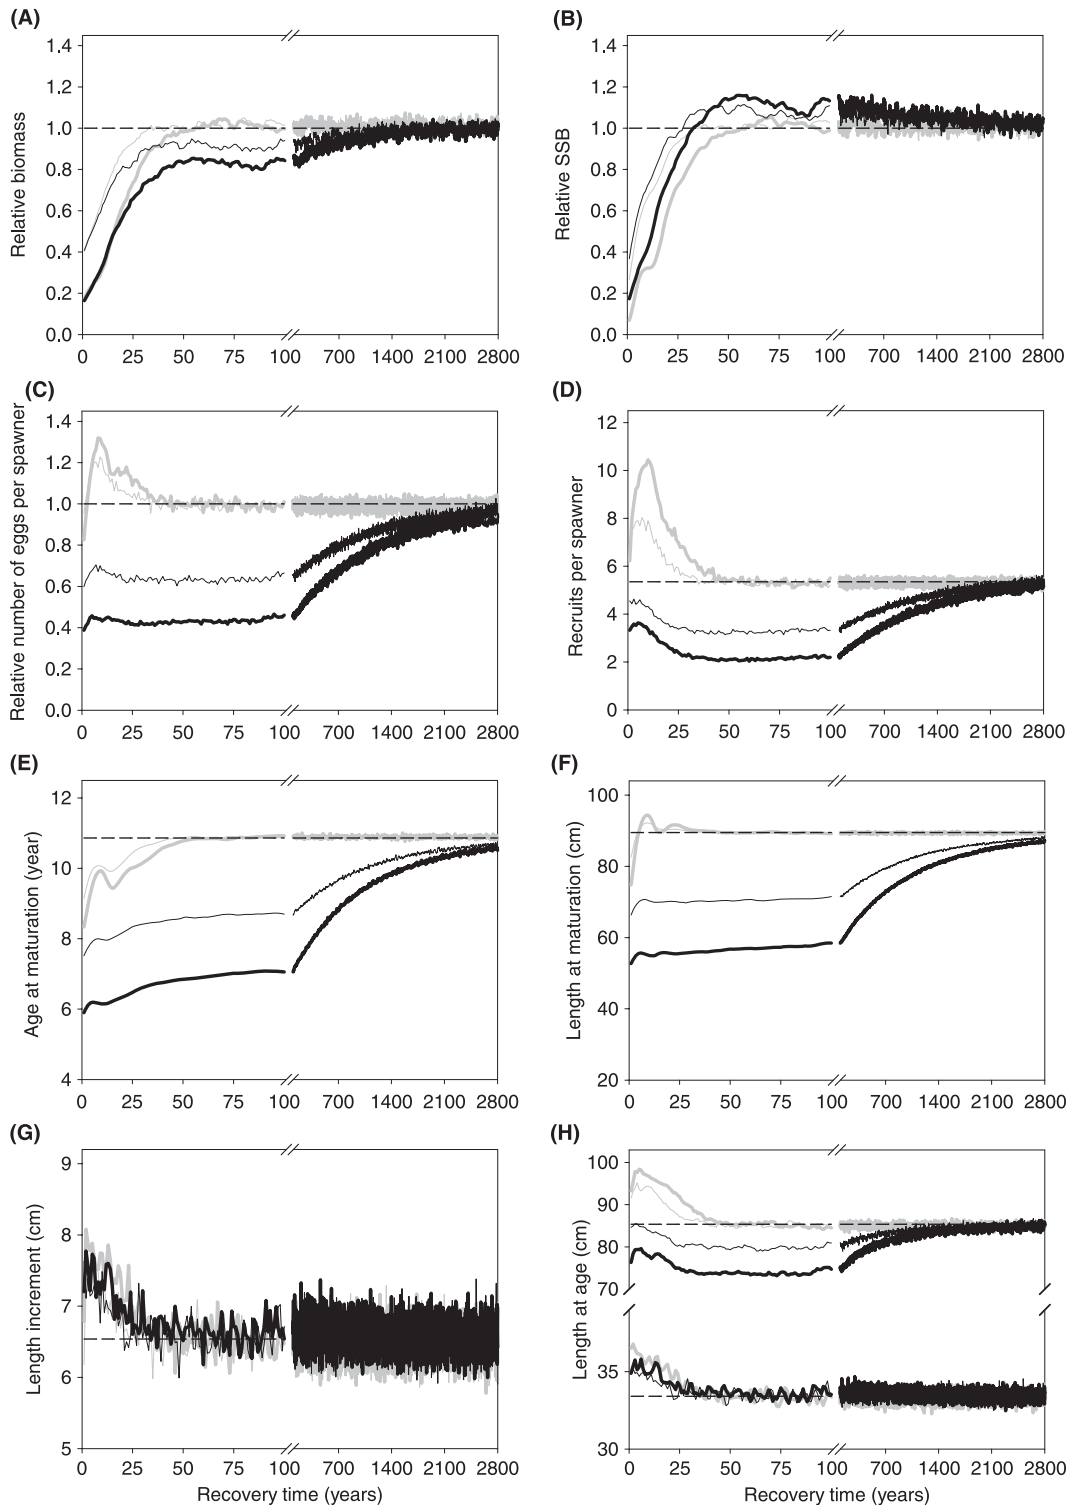 (A)
Relative biomass
1.4
1.2
1.0
0.8
0.6
0.4
0.2
0.0
0 25 50 75 100 700 1400 2100 2800
(B)
Relative SSB
1.4
1.2
1.0
0.8
0.6
0.4
0.2
0.0
0 25 50 75 100 700 1400 2100 2800
(C)
Relative number of eggs per spawner
1.4
1.2
1.0
0.8
0.6
0.4
0.2
0.0
0 25 50 75 100 700 1400 2100 2800
(D)
Recruits per spawner
12
10
8
6
4
2
0
0 25 50 75 100 700 1400 2100 2800
(E)
Age at maturation (year)
12
10
8
6
4
0 25 50 75 100 700 1400 2100 2800
(F)
Length at maturation (cm)
100
80
60
40
20
0 25 50 75 100 700 1400 2100 2800
(G)
Length increment (cm)
9
8
7
6
5
0 25 50 75 100 700 1400 2100 2800
Recovery time (years)
(H)
Length at age (cm)
100
90
80
70
35
30
0 25 50 75 100 700 1400 2100 2800
Recovery time (years)